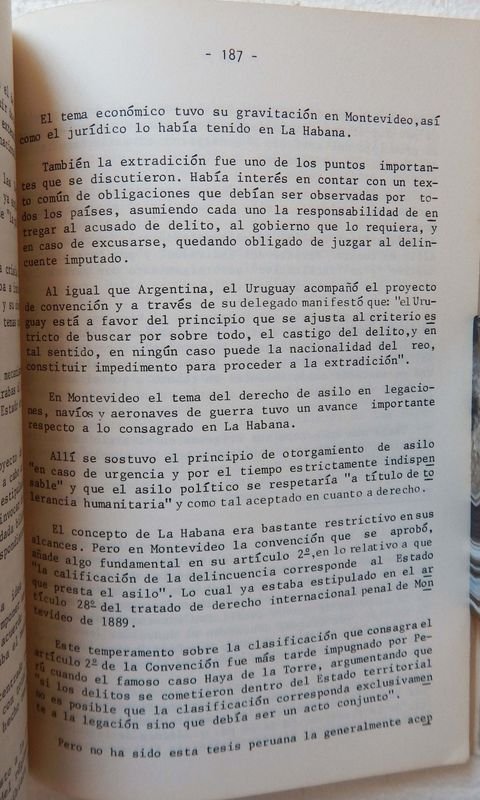 - 187 -
El tema económico tuvo su gravitación en Montevideo,así
como el jurídico lo había tenido en La Habana.
También la extradición fue uno de los puntos importan-
tes que se discutieron. Había interés en contar con un tex-
to común de obligaciones que debían ser observadas por to-
dos los países, asumiendo cada uno la responsabilidad de en
tregar al acusado de delito, al gobierno que lo requiera, y
en caso de excusarse, quedando obligado de juzgar al delin-
cuente imputado.
Al igual que Argentina, el Uruguay acompañó el proyecto
de convención y a través de su delegado manifestó que: "el Uru-
guay está a favor del principio que se ajusta al criterio es
tricto de buscar por sobre todo, el castigo del delito,y en
tal sentido, en ningún caso puede la nacionalidad del reo,
constituir impedimento para proceder a la extradición".
En Montevideo el tema del derecho de asilo en legacio-
nes, navíos y aeronaves de guerra tuvo un avance importante
respecto a lo consagrado en La Habana.
Allí se sostuvo el principio de otorgamiento de asilo
"en caso de urgencia y por el tiempo estrictamente indispen
sable" y que el asilo político se respetaría "a título de to
lerancia humanitaria" y como tal aceptado en cuanto a derecho.
El concepto de La Habana era bastante restrictivo en sus
alcances. Pero en Montevideo la convención que se aprobó,
añade algo fundamental en su artículo 2º,en lo relativo a que
"la calificación de la delincuencia corresponde al Estado
que presta el asilo". Lo cual ya estaba estipulado en el ar
tículo 28º del tratado de derecho internacional penal de Mon
tevideo de 1889.
Este temperamento sobre la clasificación que consagra el
artículo 2º de la Convención fue más tarde impugnado por Pe-
rú cuando el famoso caso Haya de la Torre, argumentando que
"si los delitos se cometieron dentro del Estado territorial
no es posible que la clasificación corresponda exclusivamen
te a la legación sino que debía ser un acto conjunto".
Pero no ha sido esta tesis peruana la generalmente acep